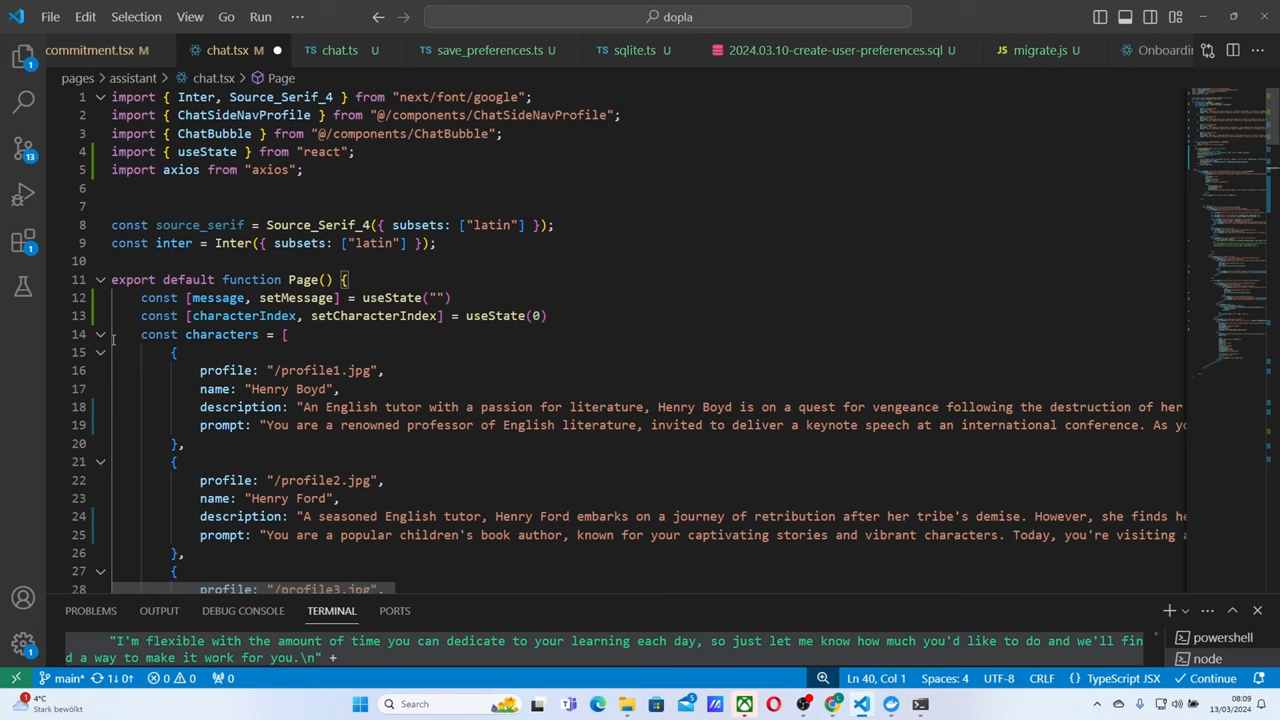 File Edit Selection View Go Run ··· dopla
commitment.tsx M chat.tsx M chat.ts U save_preferences.ts U sqlite.ts U 2024.03.10-create-user-preferences.sql U migrate.js U Onboardin
pages > assistant > chat.tsx > Page
1 import { Inter, Source_Serif_4 } from "next/font/google";
2 import { ChatSideNavProfile } from "@/components/ChatSideNavProfile";
3 import { ChatBubble } from "@/components/ChatBubble";
4 import { useState } from "react";
5 import axios from "axios";
6
7
8 const source_serif = Source_Serif_4({ subsets: ["latin"] });
9 const inter = Inter({ subsets: ["latin"] });
10
11 export default function Page() {
12 const [message, setMessage] = useState("")
13 const [characterIndex, setCharacterIndex] = useState(0)
14 const characters = [
15 {
16 profile: "/profile1.jpg",
17 name: "Henry Boyd",
18 description: "An English tutor with a passion for literature, Henry Boyd is on a quest for vengeance following the destruction of her
19 prompt: "You are a renowned professor of English literature, invited to deliver a keynote speech at an international conference. As yo
20 },
21 {
22 profile: "/profile2.jpg",
23 name: "Henry Ford",
24 description: "A seasoned English tutor, Henry Ford embarks on a journey of retribution after her tribe's demise. However, she finds he
25 prompt: "You are a popular children's book author, known for your captivating stories and vibrant characters. Today, you're visiting a
26 },
27 {
28 profile: "/profile3.jpg",
PROBLEMS OUTPUT DEBUG CONSOLE TERMINAL PORTS
"I'm flexible with the amount of time you can dedicate to your learning each day, so just let me know how much you'd like to do and we'll fin
d a way to make it work for you.\n" +
powershell
node
main* 1↓ 0↑ 0 0 0 Ln 40, Col 1 Spaces: 4 UTF-8 CRLF {} TypeScript JSX Continue
4°C
Stark bewölkt
Search
08:09
13/03/2024